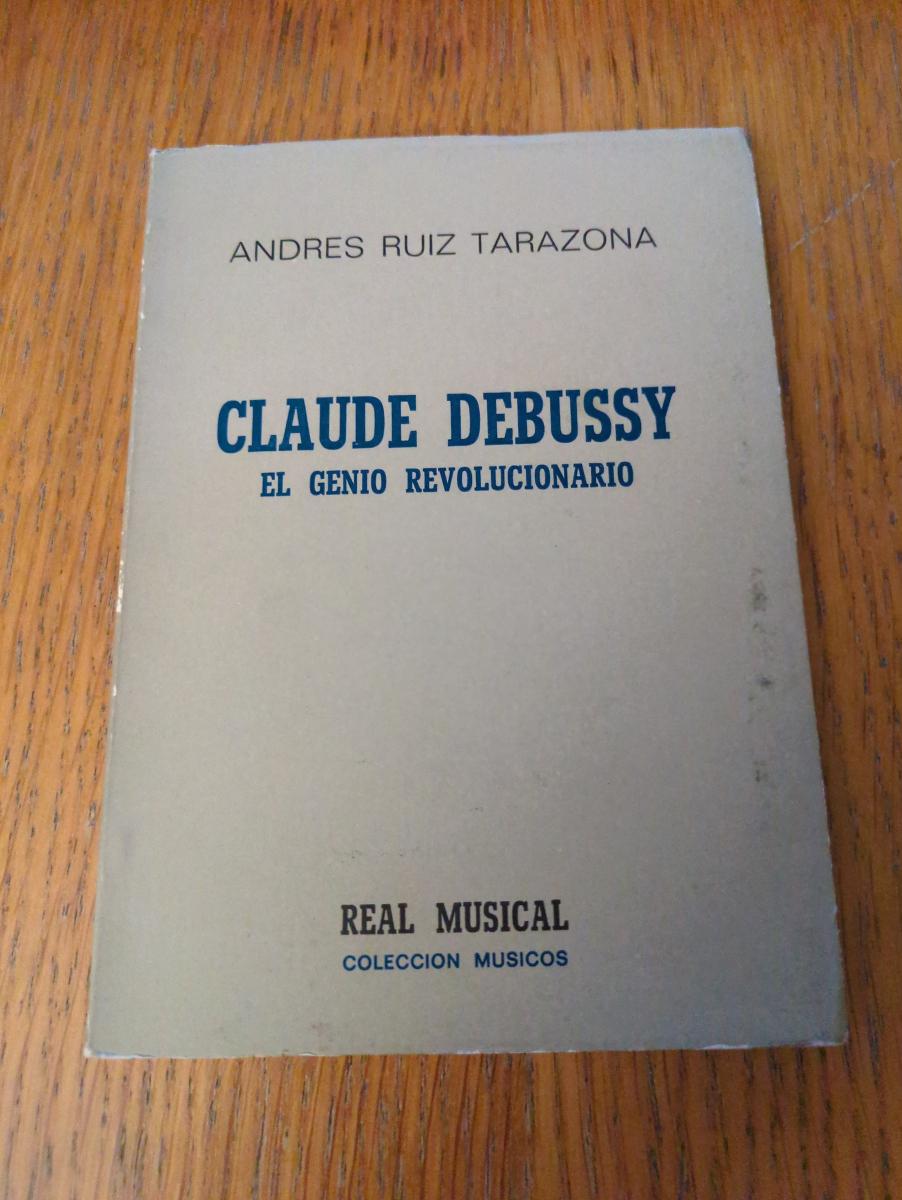 ANDRES RUIZ TARAZONA
CLAUDE DEBUSSY
EL GENIO REVOLUCIONARIO
REAL MUSICAL
COLECCION MUSICOS